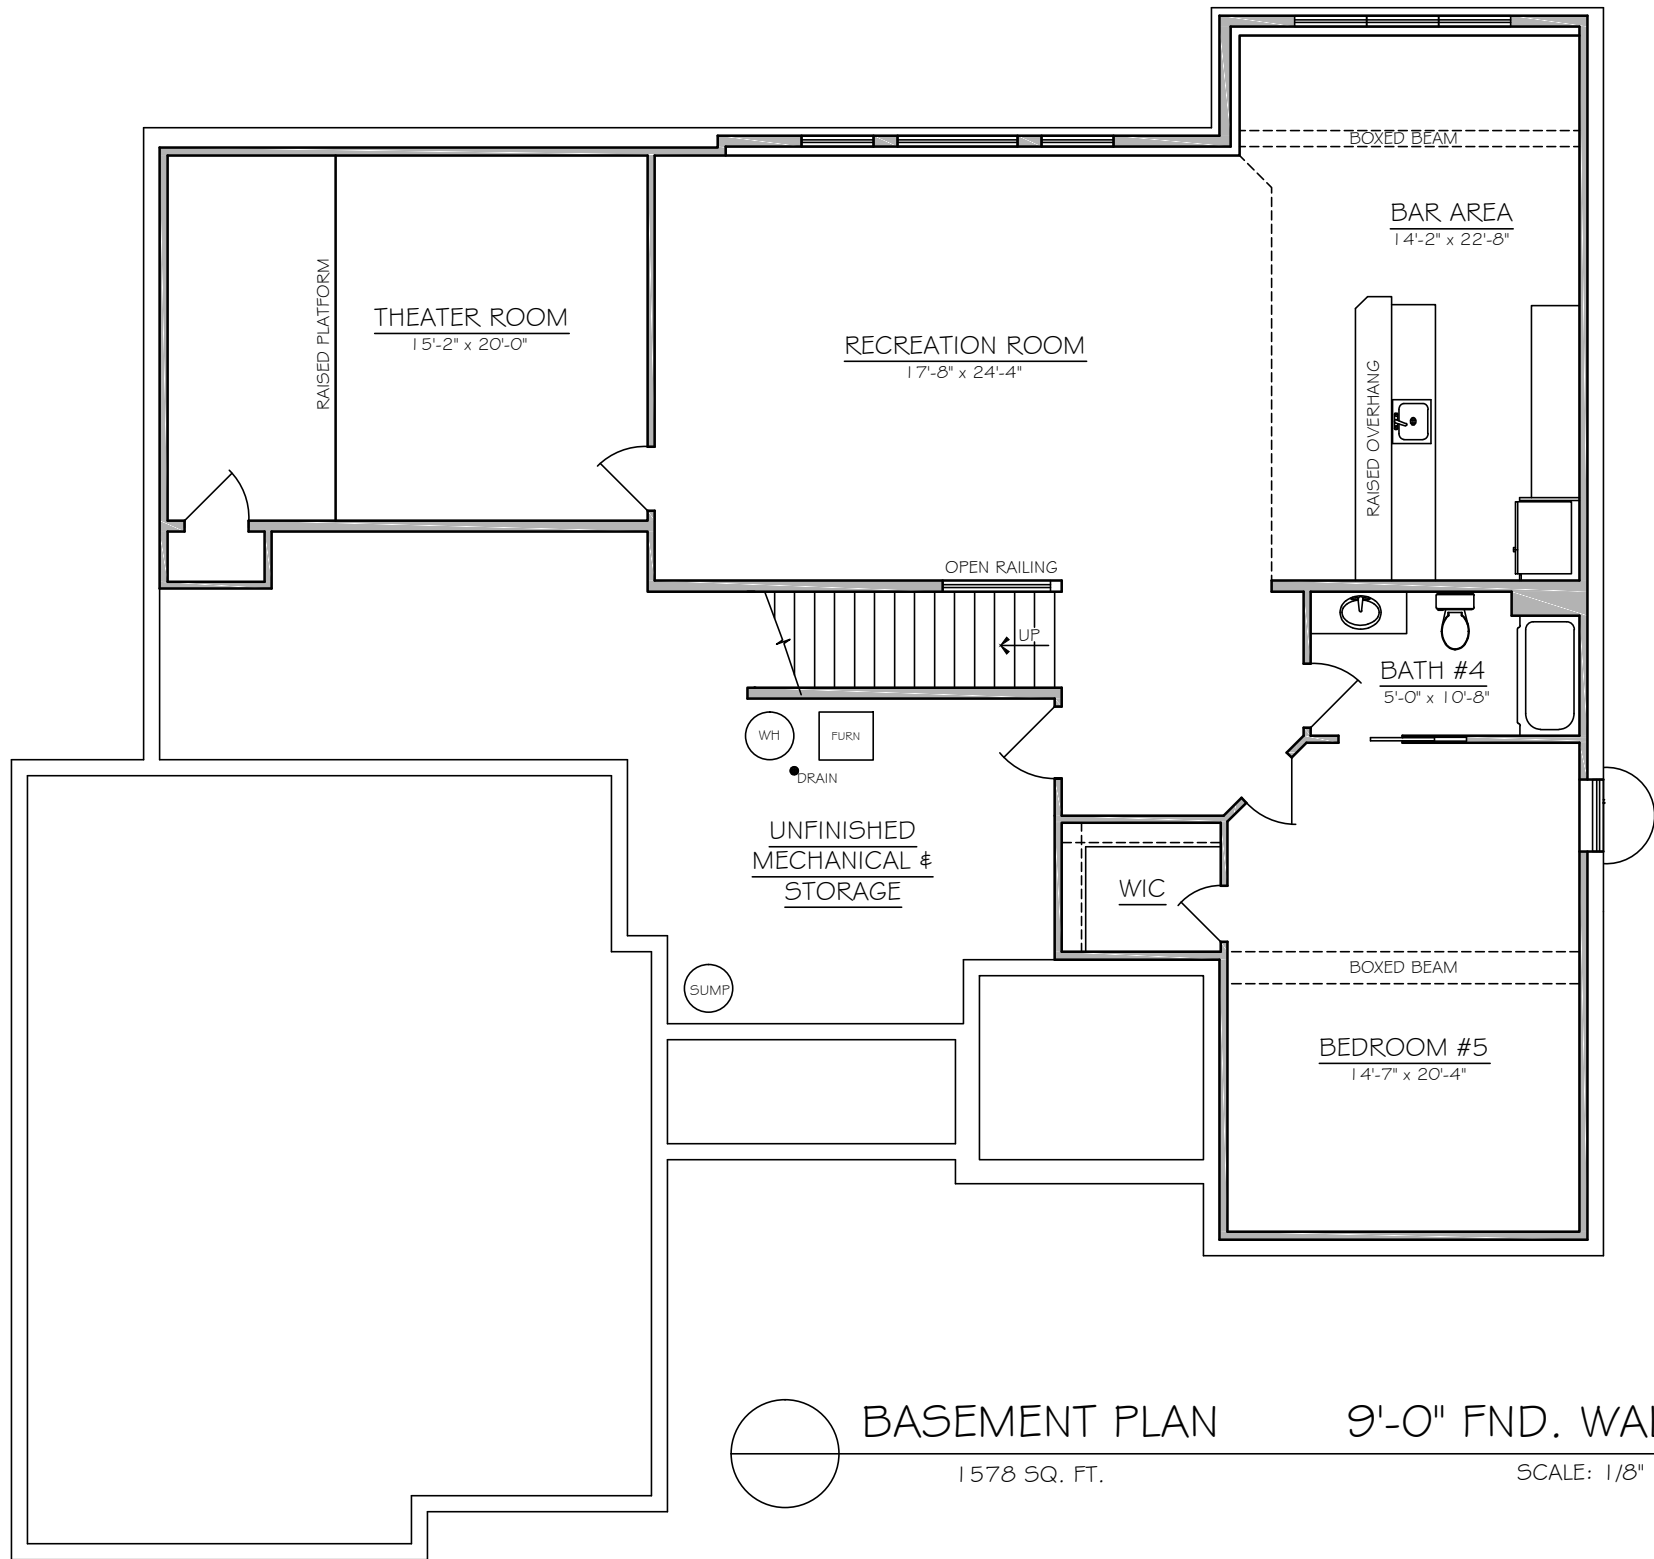 BOXED BEAM
BAR AREA
14'-2" x 22'-8"
RAISED PLATFORM
THEATER ROOM
15'-2" x 20'-0"
RECREATION ROOM
17'-8" x 24'-4"
RAISED OVERHANG
OPEN RAILING
UP
BATH #4
5'-0" x 10'-8"
WH
FURN
DRAIN
UNFINISHED
MECHANICAL &
STORAGE
WIC
BOXED BEAM
SUMP
BEDROOM #5
14'-7" x 20'-4"
BASEMENT PLAN 9'-0" FND. WAL
1578 SQ. FT. SCALE: 1/8"